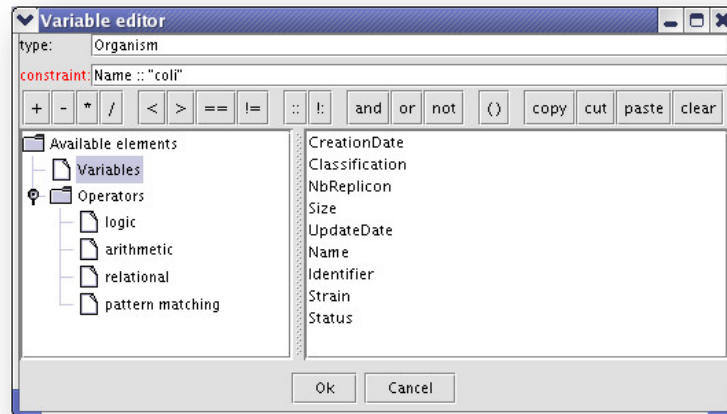 Variable editor
type: Organism
constraint: Name :: "coli"
+ - * / < > == != :: !: and or not () copy cut paste clear
Available elements
Variables
Operators
logic
arithmetic
relational
pattern matching
CreationDate
Classification
NbReplicon
Size
UpdateDate
Name
Identifier
Strain
Status
Ok Cancel